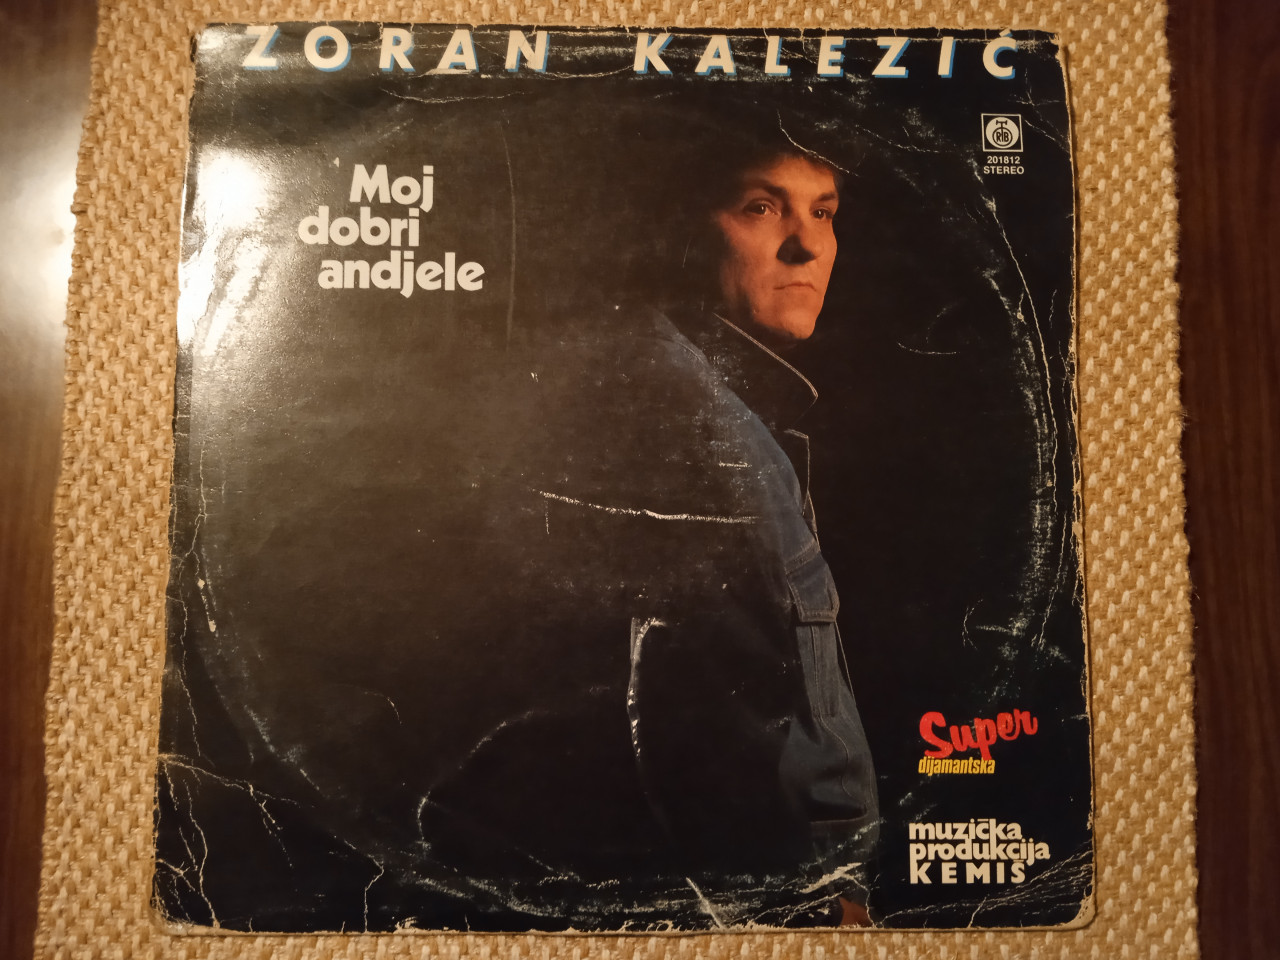 ZORAN KALEZIĆ
RTB
201812
STEREO
Moj
dobri
andjele
Super
dijamantska
muzička
produkcija
KEMIŠ